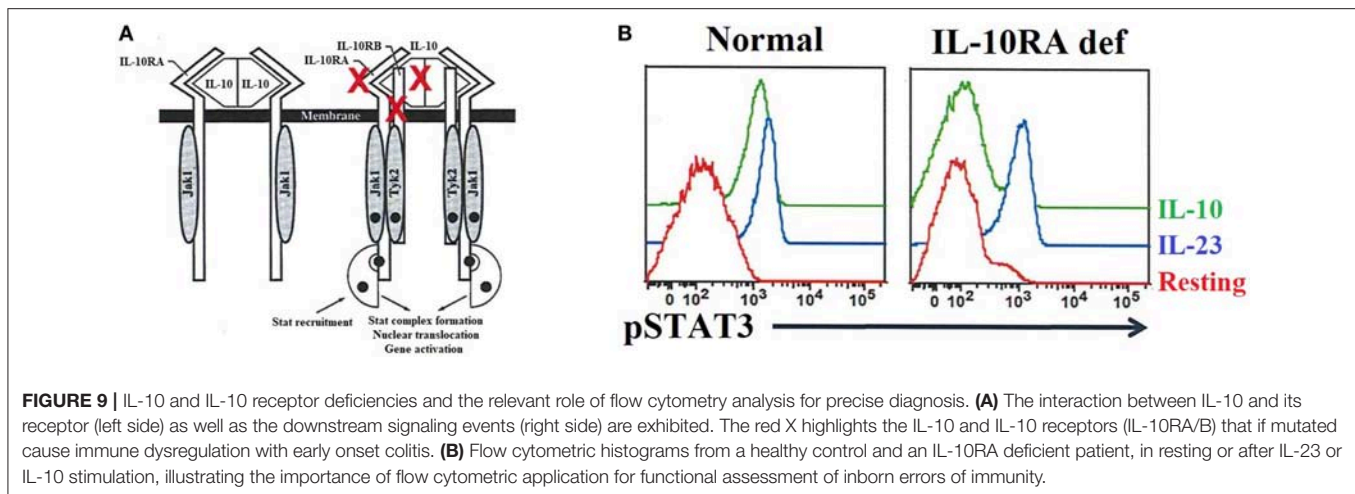 A
IL-10RA
IL-10 IL-10
IL-10RB
IL-10RA
IL-10
X X X
Membrane
Jak1 Jak1 Jak1 Tyk2 Tyk2 Jak1
Stat recruitment
Stat complex formation
Nuclear translocation
Gene activation
B
Normal IL-10RA def
IL-10
IL-23
Resting
0 10² 10³ 10⁴ 10⁵ 0 10² 10³ 10⁴ 10⁵
pSTAT3
FIGURE 9 | IL-10 and IL-10 receptor deficiencies and the relevant role of flow cytometry analysis for precise diagnosis. (A) The interaction between IL-10 and its
receptor (left side) as well as the downstream signaling events (right side) are exhibited. The red X highlights the IL-10 and IL-10 receptors (IL-10RA/B) that if mutated
cause immune dysregulation with early onset colitis. (B) Flow cytometric histograms from a healthy control and an IL-10RA deficient patient, in resting or after IL-23 or
IL-10 stimulation, illustrating the importance of flow cytometric application for functional assessment of inborn errors of immunity.